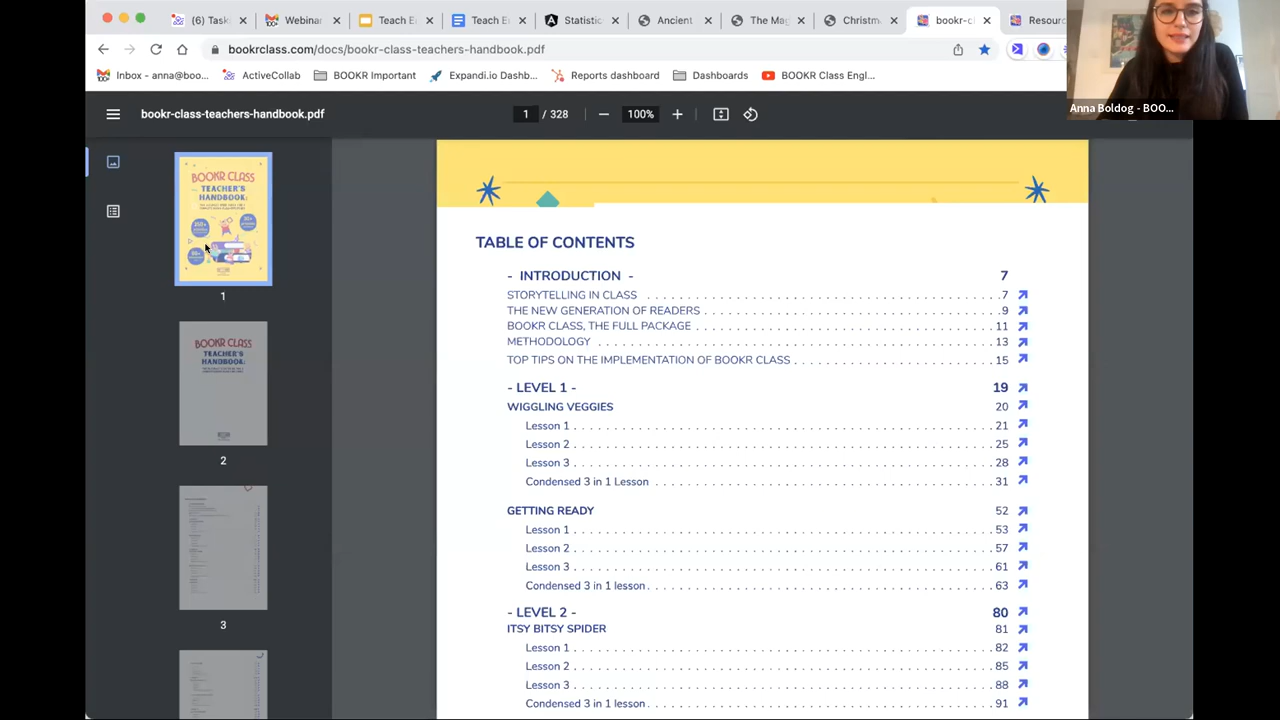 (6) Task
Webinar
Teach E
Teach E
Statistic
Ancient
The Mag
Christm
bookr-c
Resour
bookrclass.com/docs/bookr-class-teachers-handbook.pdf
Inbox - anna@boo...
ActiveCollab
BOOKR Important
Expandi.io Dashb...
Reports dashboard
Dashboards
BOOKR Class Engl...
Anna Boldog - BOO...
bookr-class-teachers-handbook.pdf
1 / 328
100%
BOOKR CLASS
TEACHER'S
HANDBOOK:
1
BOOKR CLASS
TEACHER'S
HANDBOOK:
2
3
TABLE OF CONTENTS
- INTRODUCTION - 7
STORYTELLING IN CLASS 7
THE NEW GENERATION OF READERS 9
BOOKR CLASS, THE FULL PACKAGE 11
METHODOLOGY 13
TOP TIPS ON THE IMPLEMENTATION OF BOOKR CLASS 15
- LEVEL 1 - 19
WIGGLING VEGGIES 20
Lesson 1 21
Lesson 2 25
Lesson 3 28
Condensed 3 in 1 Lesson 31
GETTING READY 52
Lesson 1 53
Lesson 2 57
Lesson 3 61
Condensed 3 in 1 lesson 63
- LEVEL 2 - 80
ITSY BITSY SPIDER 81
Lesson 1 82
Lesson 2 85
Lesson 3 88
Condensed 3 in 1 lesson 91